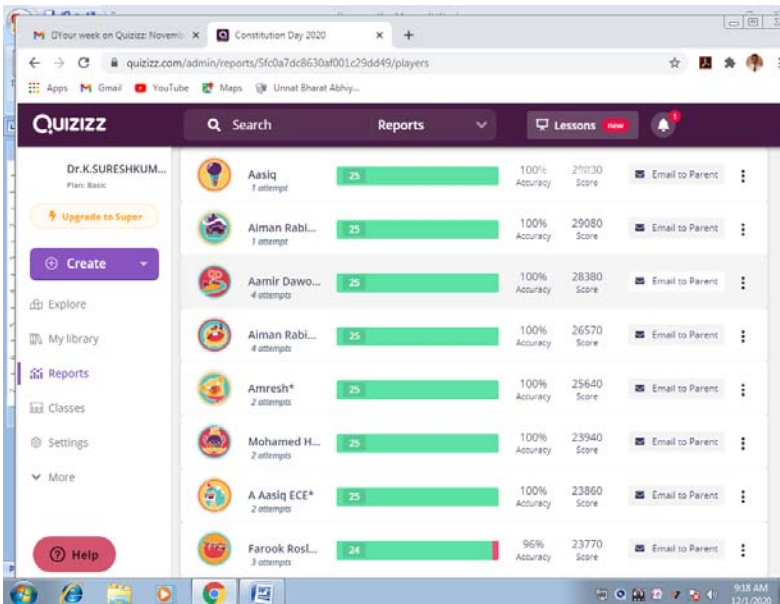 Your week on Quizizz: Novemb
Constitution Day 2020
quizizz.com/admin/reports/5fc0a7dc8630af001c29dd49/players
Apps Gmail YouTube Maps Unnat Bharat Abhiy...
QUIZIZZ Search Reports Lessons new 1
Dr.K.SURESHKUM...
Plan: Basic
Upgrade to Super
Create
Explore
My library
Reports
Classes
Settings
More
Help
Aasiq 25 100% Email to Parent
1 attempt Accuracy Score
Aiman Rabi... 25 100% 29080 Email to Parent
1 attempt Accuracy Score
Aamir Dawo... 25 100% 28380 Email to Parent
4 attempts Accuracy Score
Aiman Rabi... 25 100% 26570 Email to Parent
4 attempts Accuracy Score
Amresh* 25 100% 25640 Email to Parent
2 attempts Accuracy Score
Mohamed H... 25 100% 23940 Email to Parent
2 attempts Accuracy Score
A Aasiq ECE* 25 100% 23860 Email to Parent
2 attempts Accuracy Score
Farook Rosl... 24 96% 23770 Email to Parent
3 attempts Accuracy Score
9:18 AM
12/1/2020